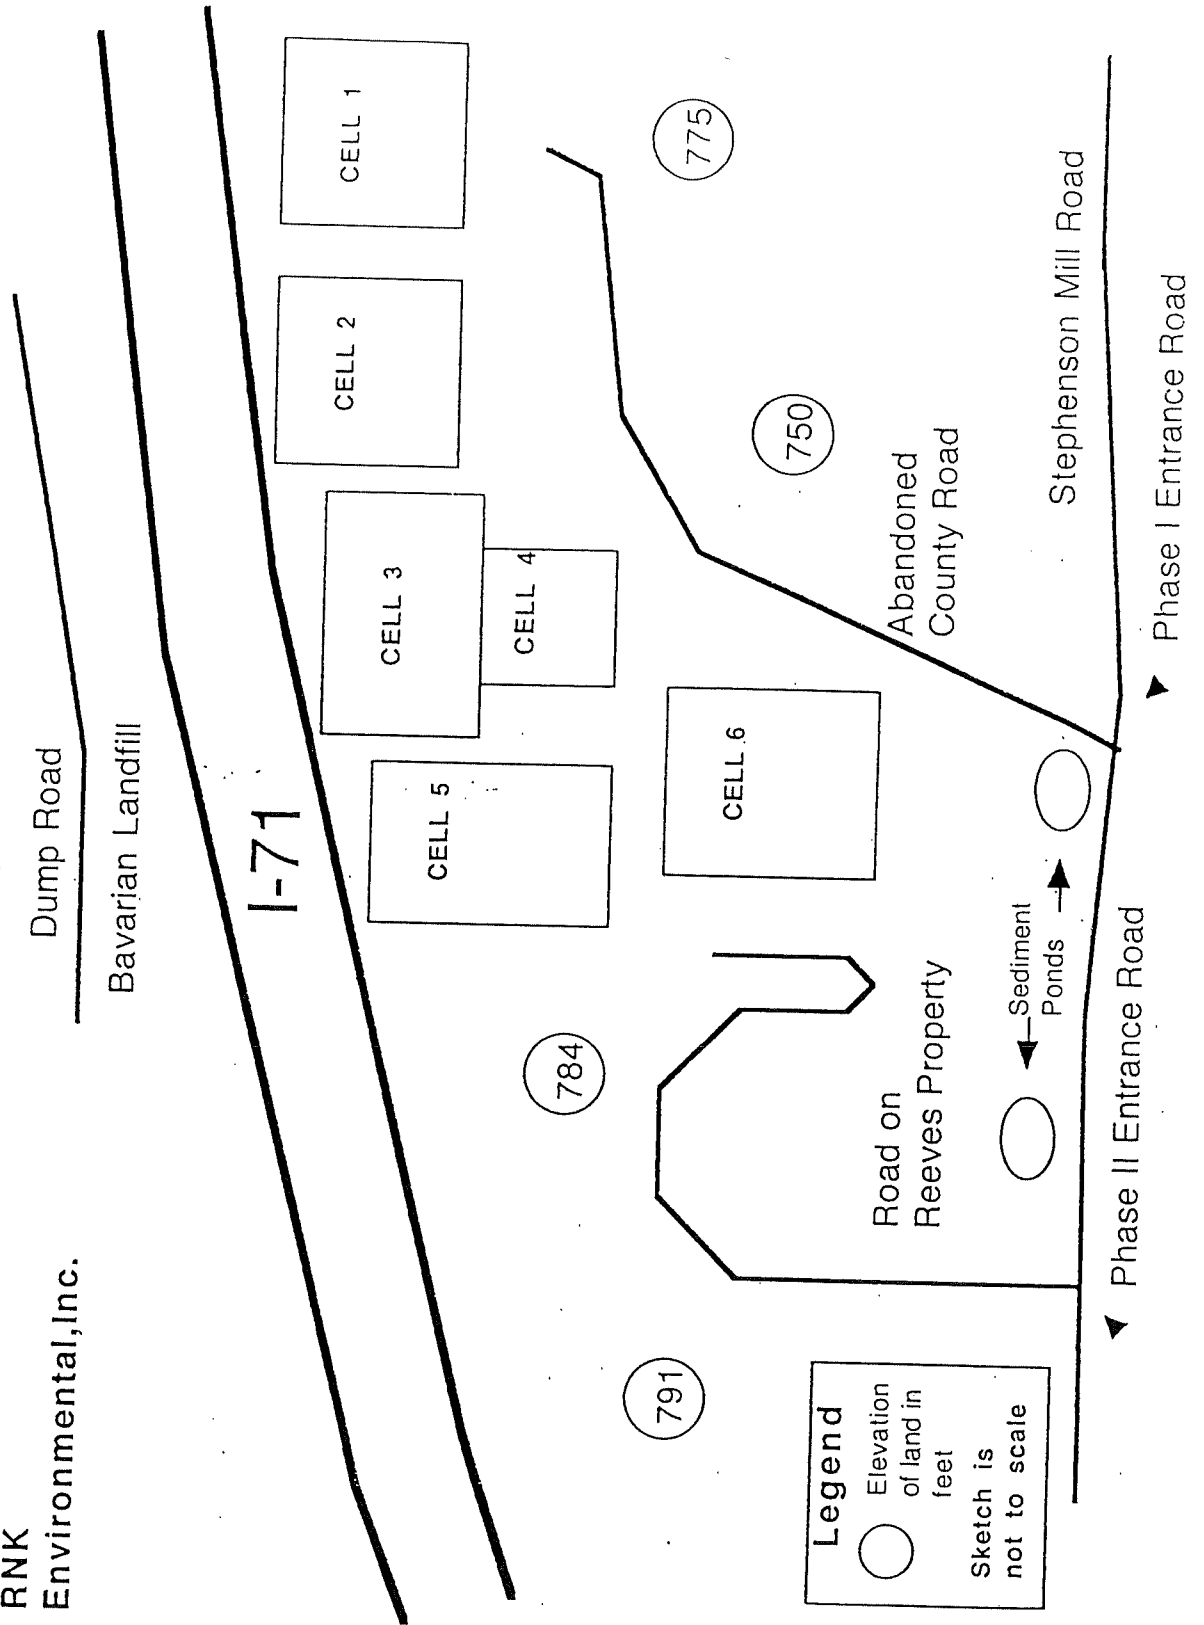 RNK
Environmental,Inc.
Dump Road
Bavarian Landfill
I-71
CELL 1
CELL 2
CELL 3
CELL 4
CELL 5
CELL 6
775
750
784
791
Abandoned
County Road
Stephenson Mill Road
Phase I Entrance Road
Road on
Reeves Property
Sediment
Ponds
Phase II Entrance Road
Legend
Elevation
of land in
feet
Sketch is
not to scale